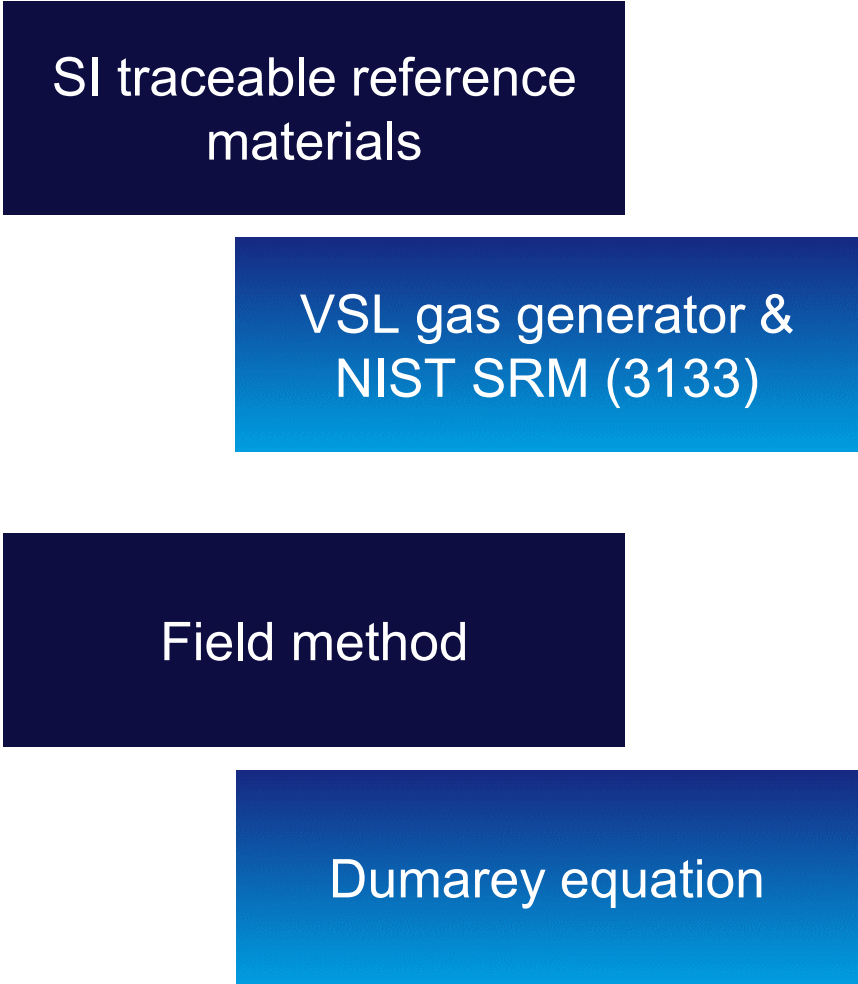 SI traceable reference
materials
VSL gas generator &
NIST SRM (3133)
Field method
Dumarey equation